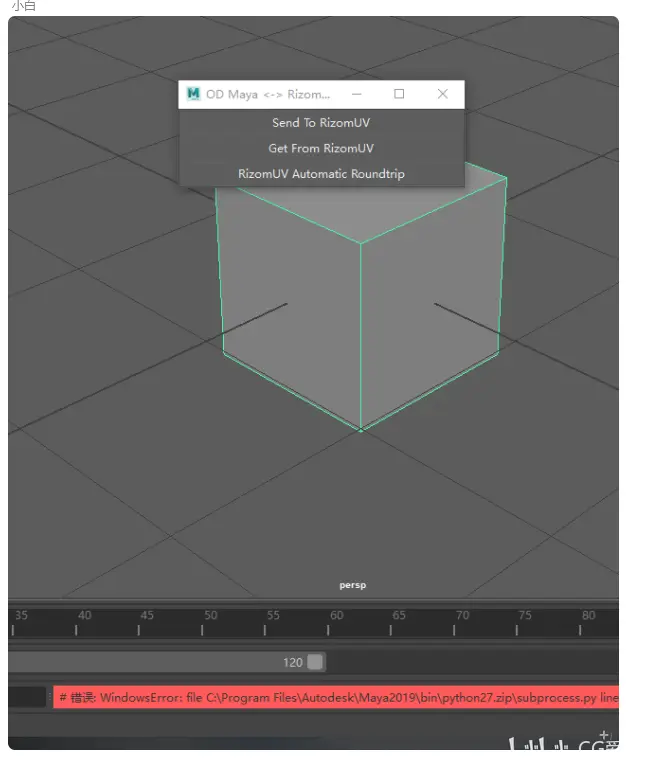 小白
OD Maya <-> Rizom...
Send To RizomUV
Get From RizomUV
RizomUV Automatic Roundtrip
persp
35 40 45 50 55 60 65 70 75 80
120
# 错误: WindowsError: file C:\Program Files\Autodesk\Maya2019\bin\python27.zip\subprocess.py line